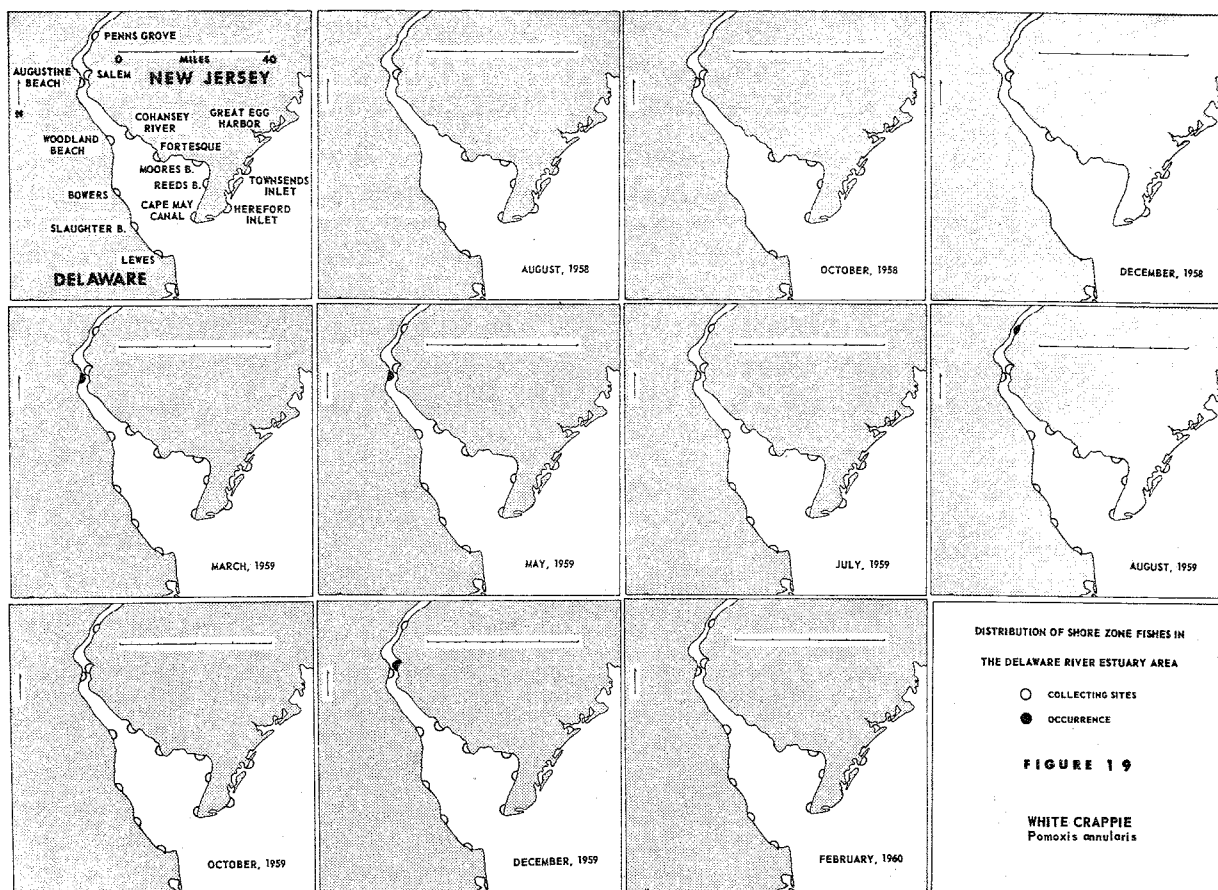 PENNS GROVE
0 MILES 40
AUGUSTINE
BEACH
SALEM
NEW JERSEY
N
COHANSEY
RIVER
GREAT EGG
HARBOR
WOODLAND
BEACH
FORTESQUE
MOORES B.
REEDS B.
TOWNSENDS
INLET
BOWERS
CAPE MAY
CANAL
HEREFORD
INLET
SLAUGHTER B.
LEWES
DELAWARE
AUGUST, 1958
OCTOBER, 1958
DECEMBER, 1958
MARCH, 1959
MAY, 1959
JULY, 1959
AUGUST, 1959
OCTOBER, 1959
DECEMBER, 1959
FEBRUARY, 1960
DISTRIBUTION OF SHORE ZONE FISHES IN
THE DELAWARE RIVER ESTUARY AREA
COLLECTING SITES
OCCURRENCE
FIGURE 19
WHITE CRAPPIE
Pomoxis annularis